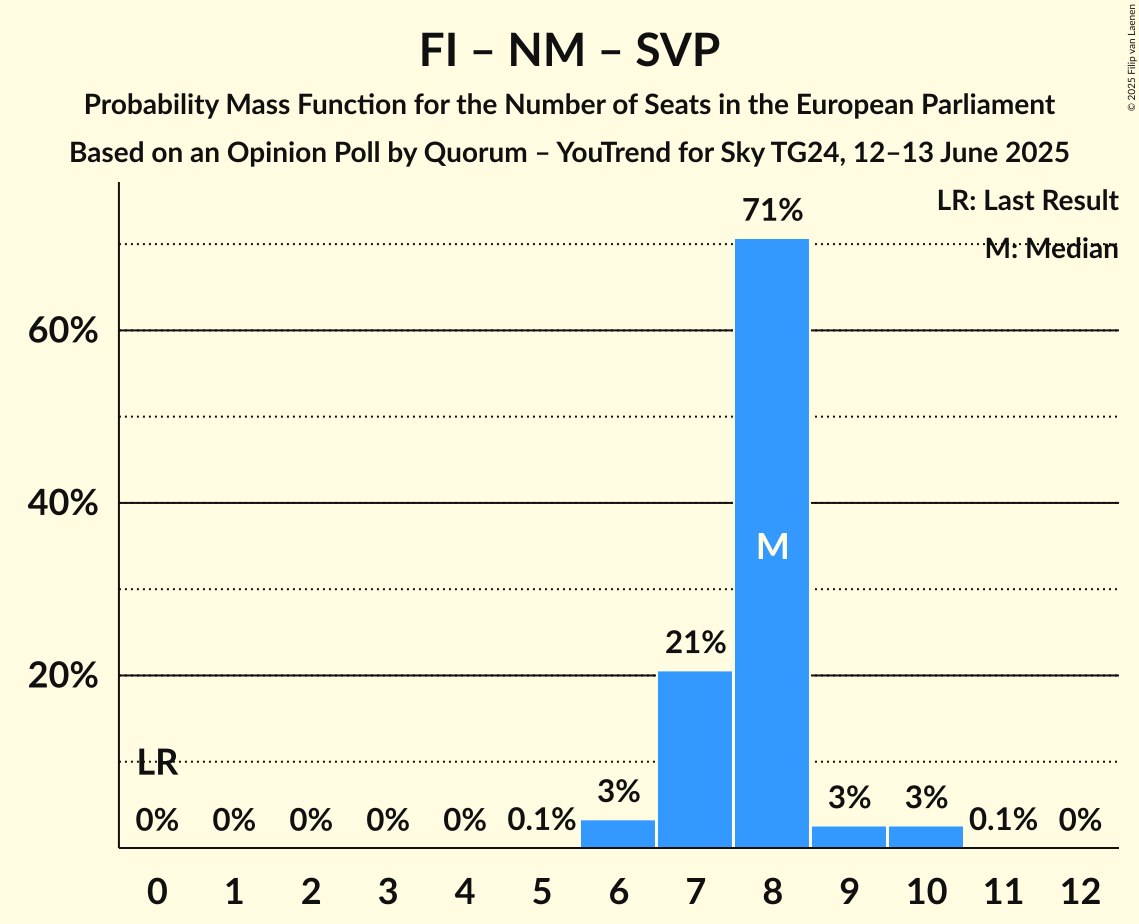 FI – NM – SVP
Probability Mass Function for the Number of Seats in the European Parliament
Based on an Opinion Poll by Quorum – YouTrend for Sky TG24, 12–13 June 2025
© 2025 Filip van Laenen
LR: Last Result
M: Median
71%
60%
40%
M
21%
20%
LR
0% 0% 0% 0% 0% 0.1% 3% 3% 3% 0.1% 0%
0 1 2 3 4 5 6 7 8 9 10 11 12